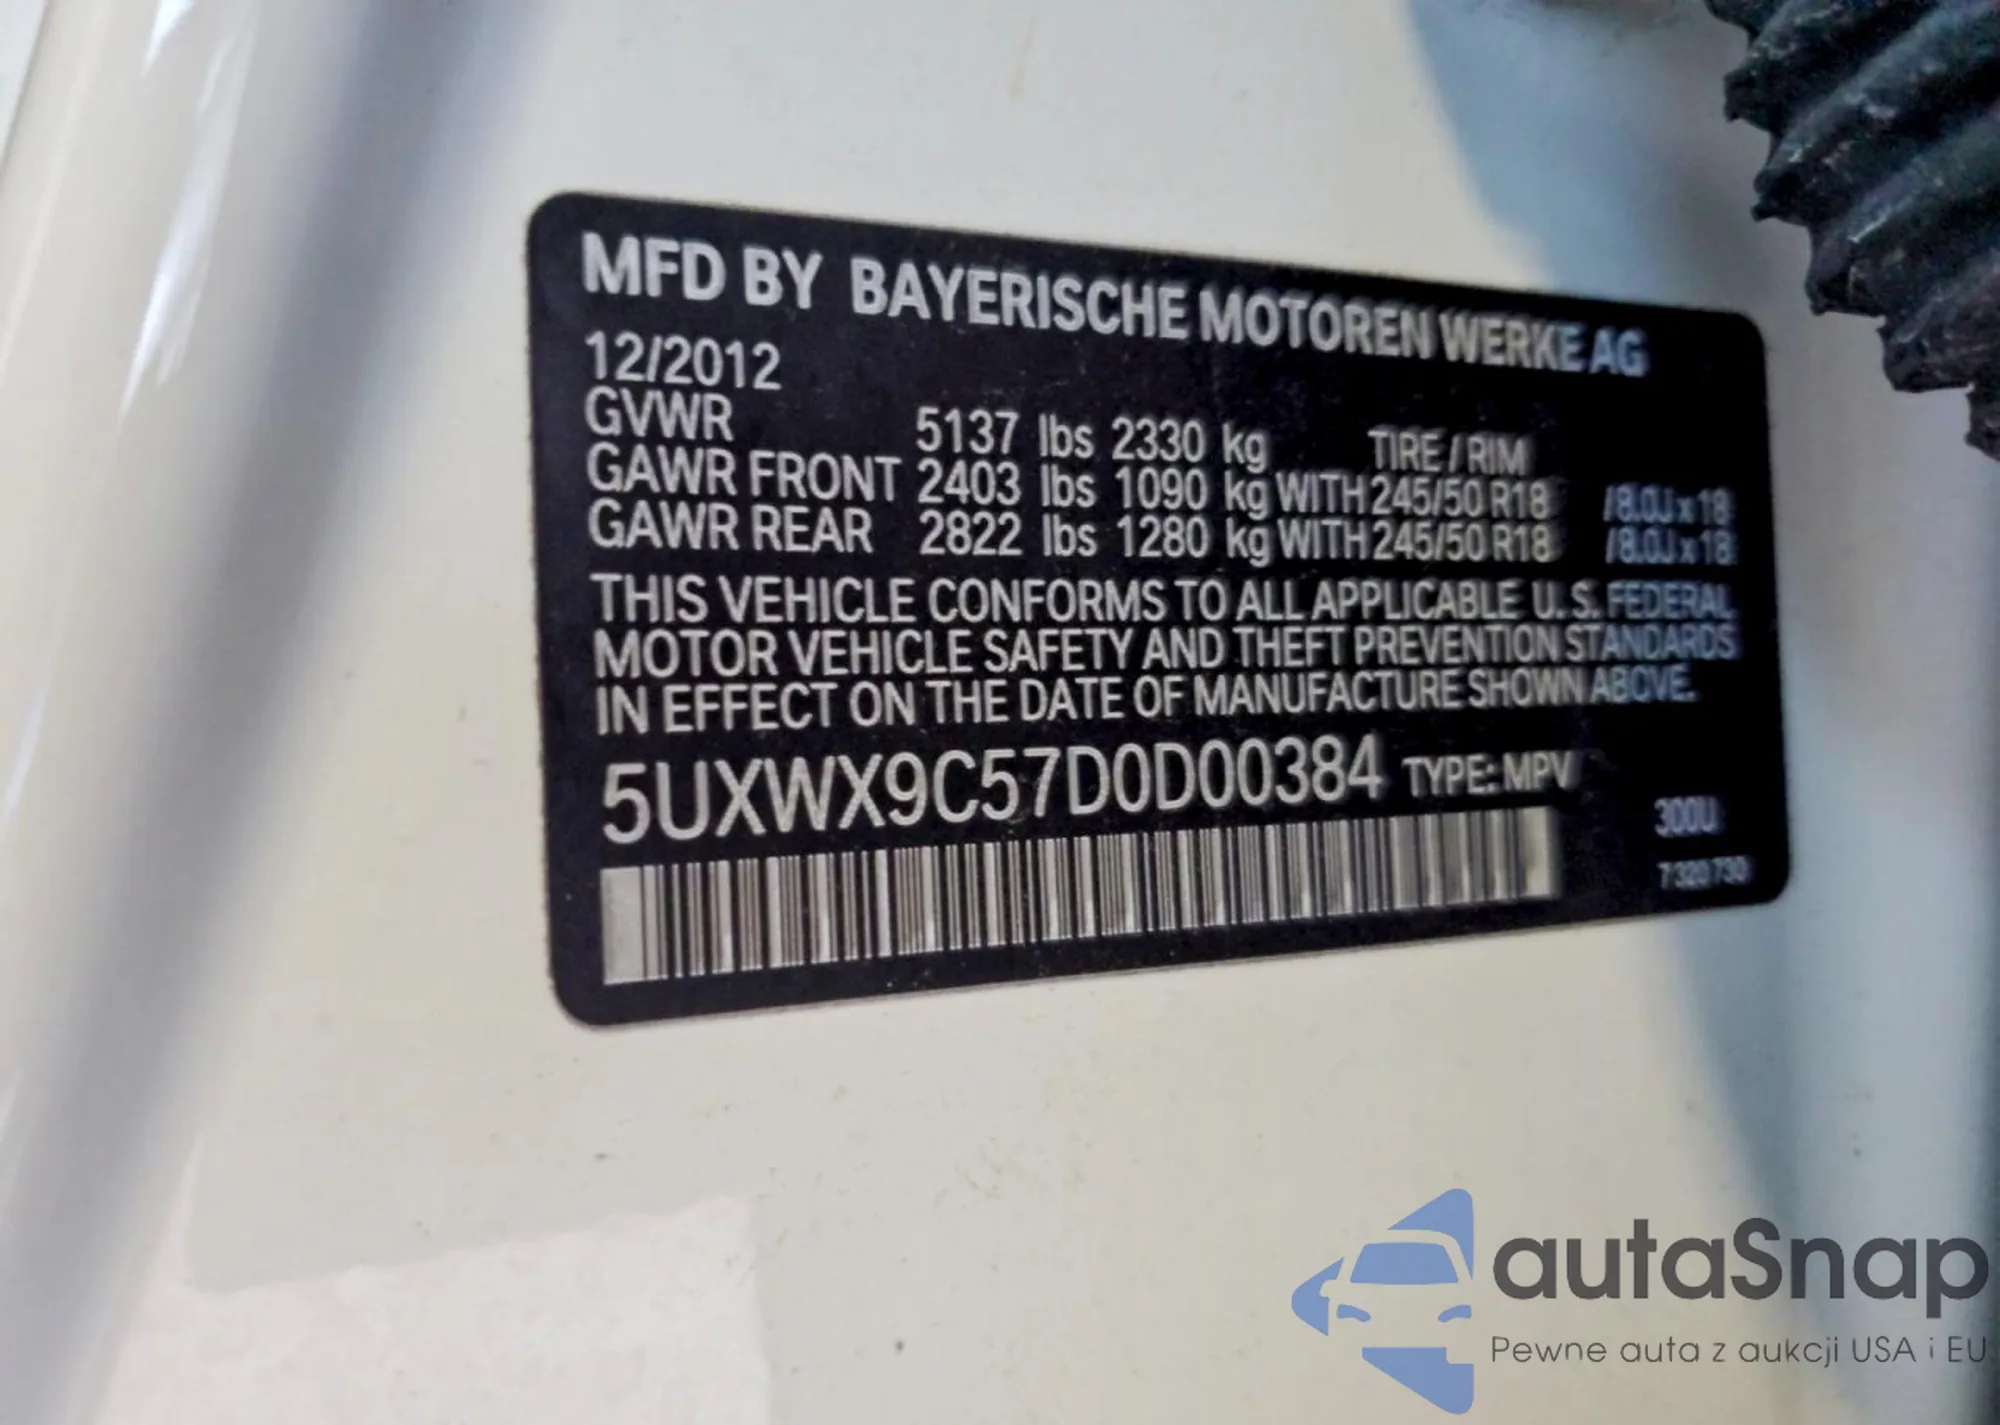 MFD BY BAYERISCHE MOTOREN WERKE AG
12/2012
GVWR 5137 lbs 2330 kg TIRE / RIM
GAWR FRONT 2403 lbs 1090 kg WITH 245/50 R18 /8.0J x 18
GAWR REAR 2822 lbs 1280 kg WITH 245/50 R18 /8.0J x 18
THIS VEHICLE CONFORMS TO ALL APPLICABLE U.S. FEDERAL
MOTOR VEHICLE SAFETY AND THEFT PREVENTION STANDARDS
IN EFFECT ON THE DATE OF MANUFACTURE SHOWN ABOVE.
5UXWX9C57D0D00384 TYPE: MPV
300U
7 320 730
autaSnap
Pewne auta z aukcji USA i EU